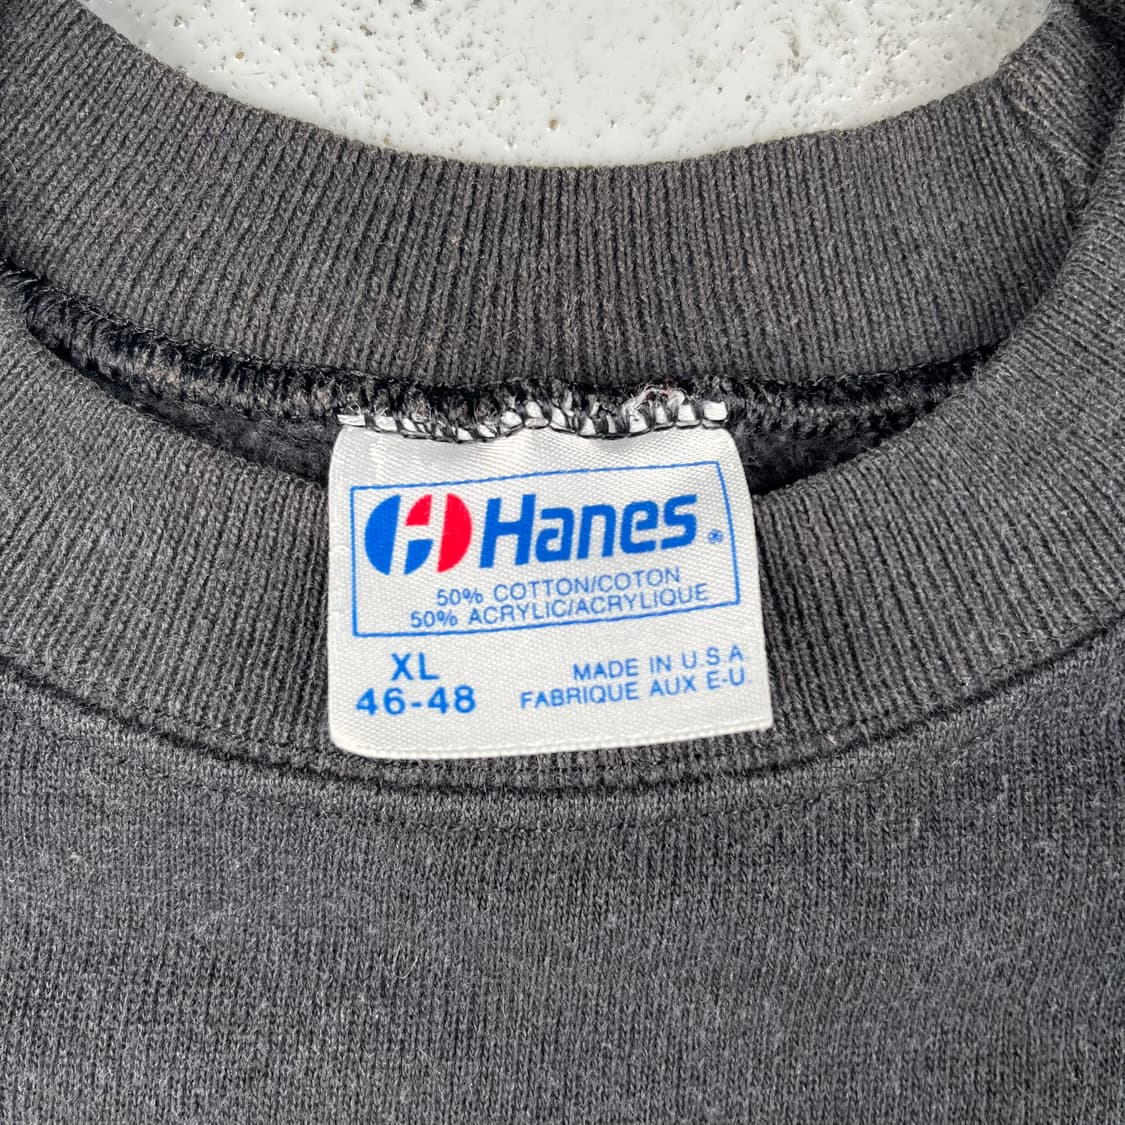 Hanes®
50% COTTON/COTON
50% ACRYLIC/ACRYLIQUE
XL
46-48
MADE IN U.S.A
FABRIQUE AUX E-U